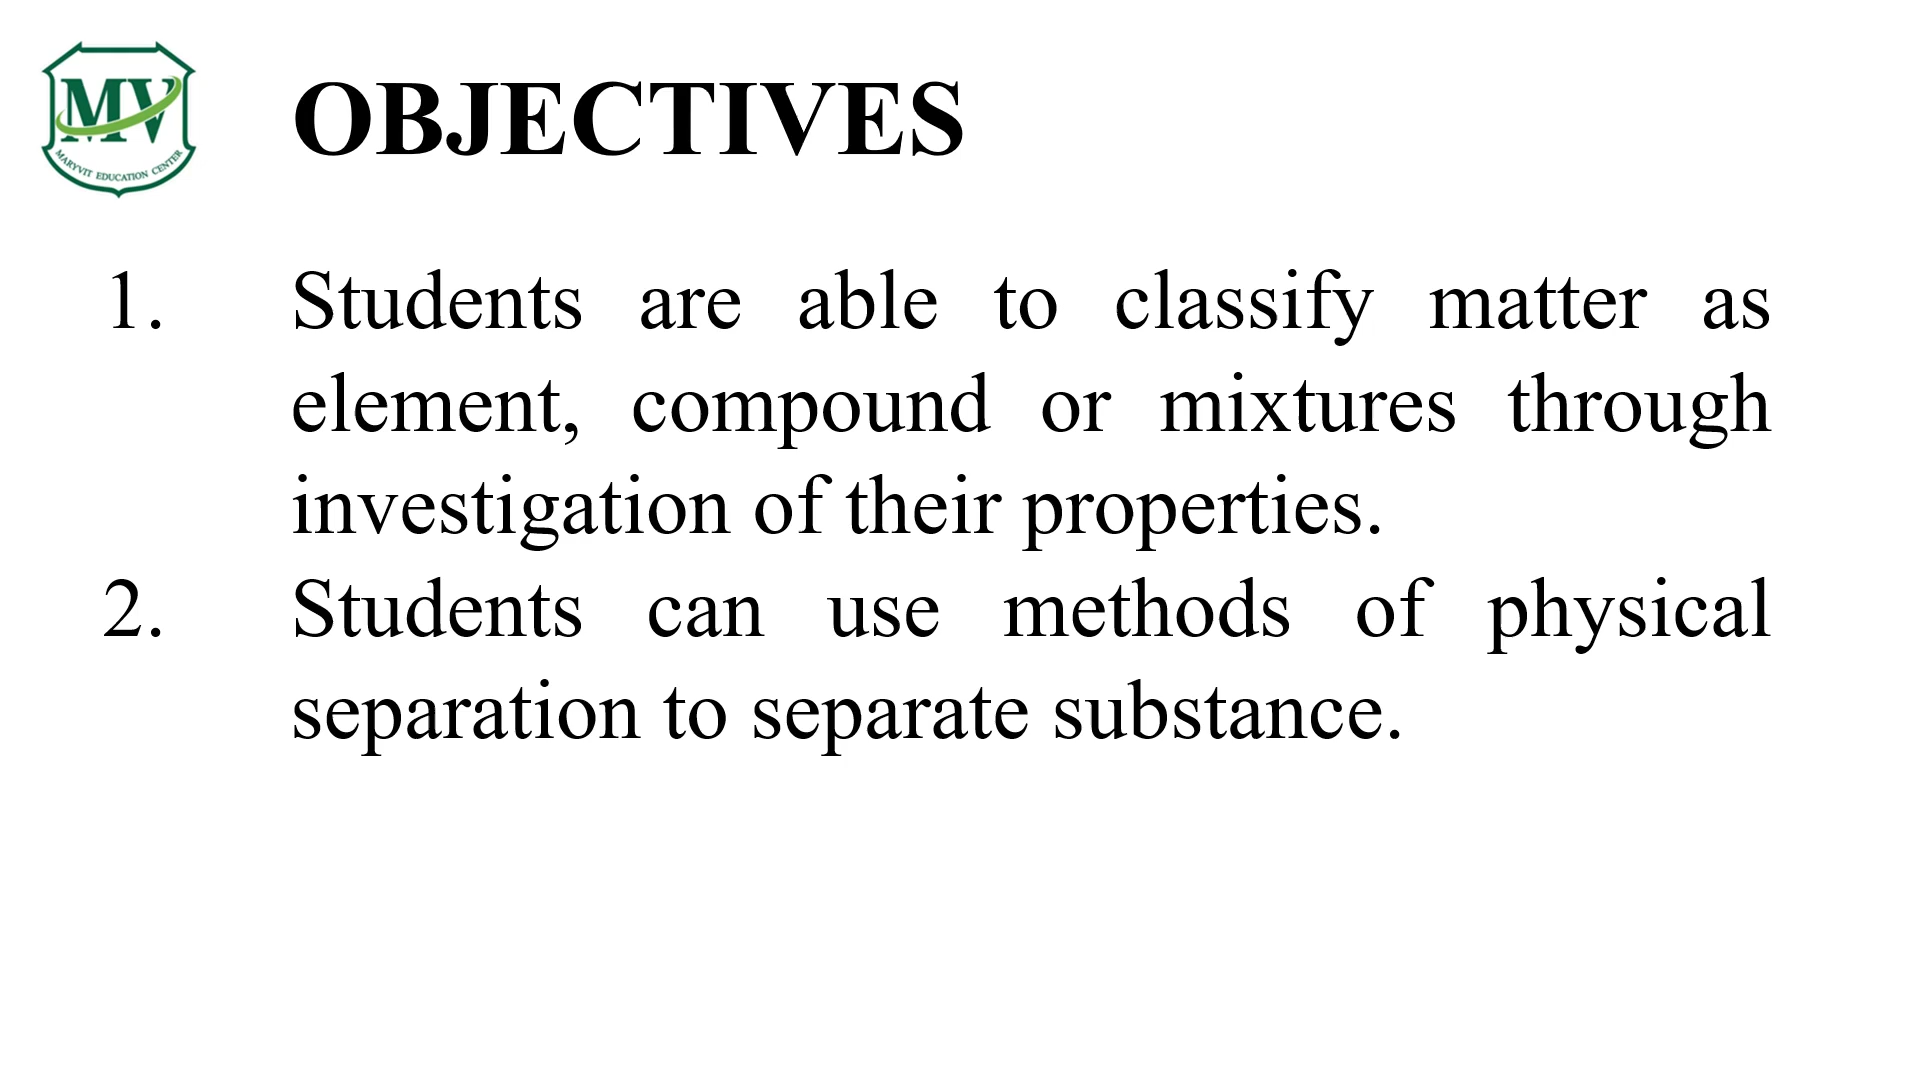 MV
MARYVIT EDUCATION CENTER
OBJECTIVES
1. Students are able to classify matter as
element, compound or mixtures through
investigation of their properties.
2. Students can use methods of physical
separation to separate substance.